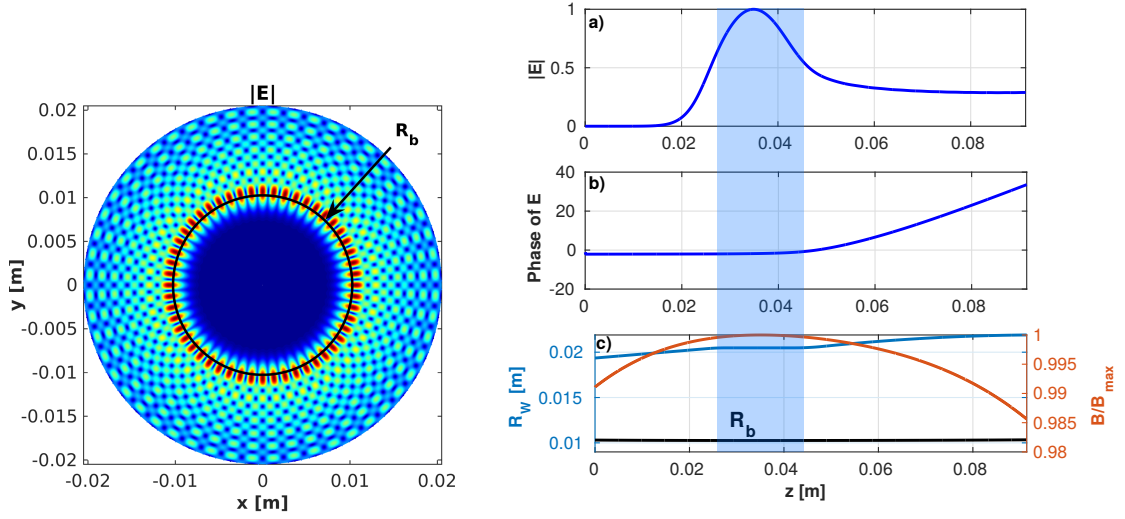 |E|
R_b
0.02
0.015
0.01
0.005
0
-0.005
-0.01
-0.015
-0.02
y [m]
-0.02 -0.01 0 0.01 0.02
x [m]
a)
1
0.5
0
|E|
0 0.02 0.04 0.06 0.08
b)
40
20
0
-20
Phase of E
0 0.02 0.04 0.06 0.08
c)
0.02
0.015
0.01
R_W [m]
R_b
1
0.995
0.99
0.985
0.98
B/B_max
0 0.02 0.04 0.06 0.08
z [m]